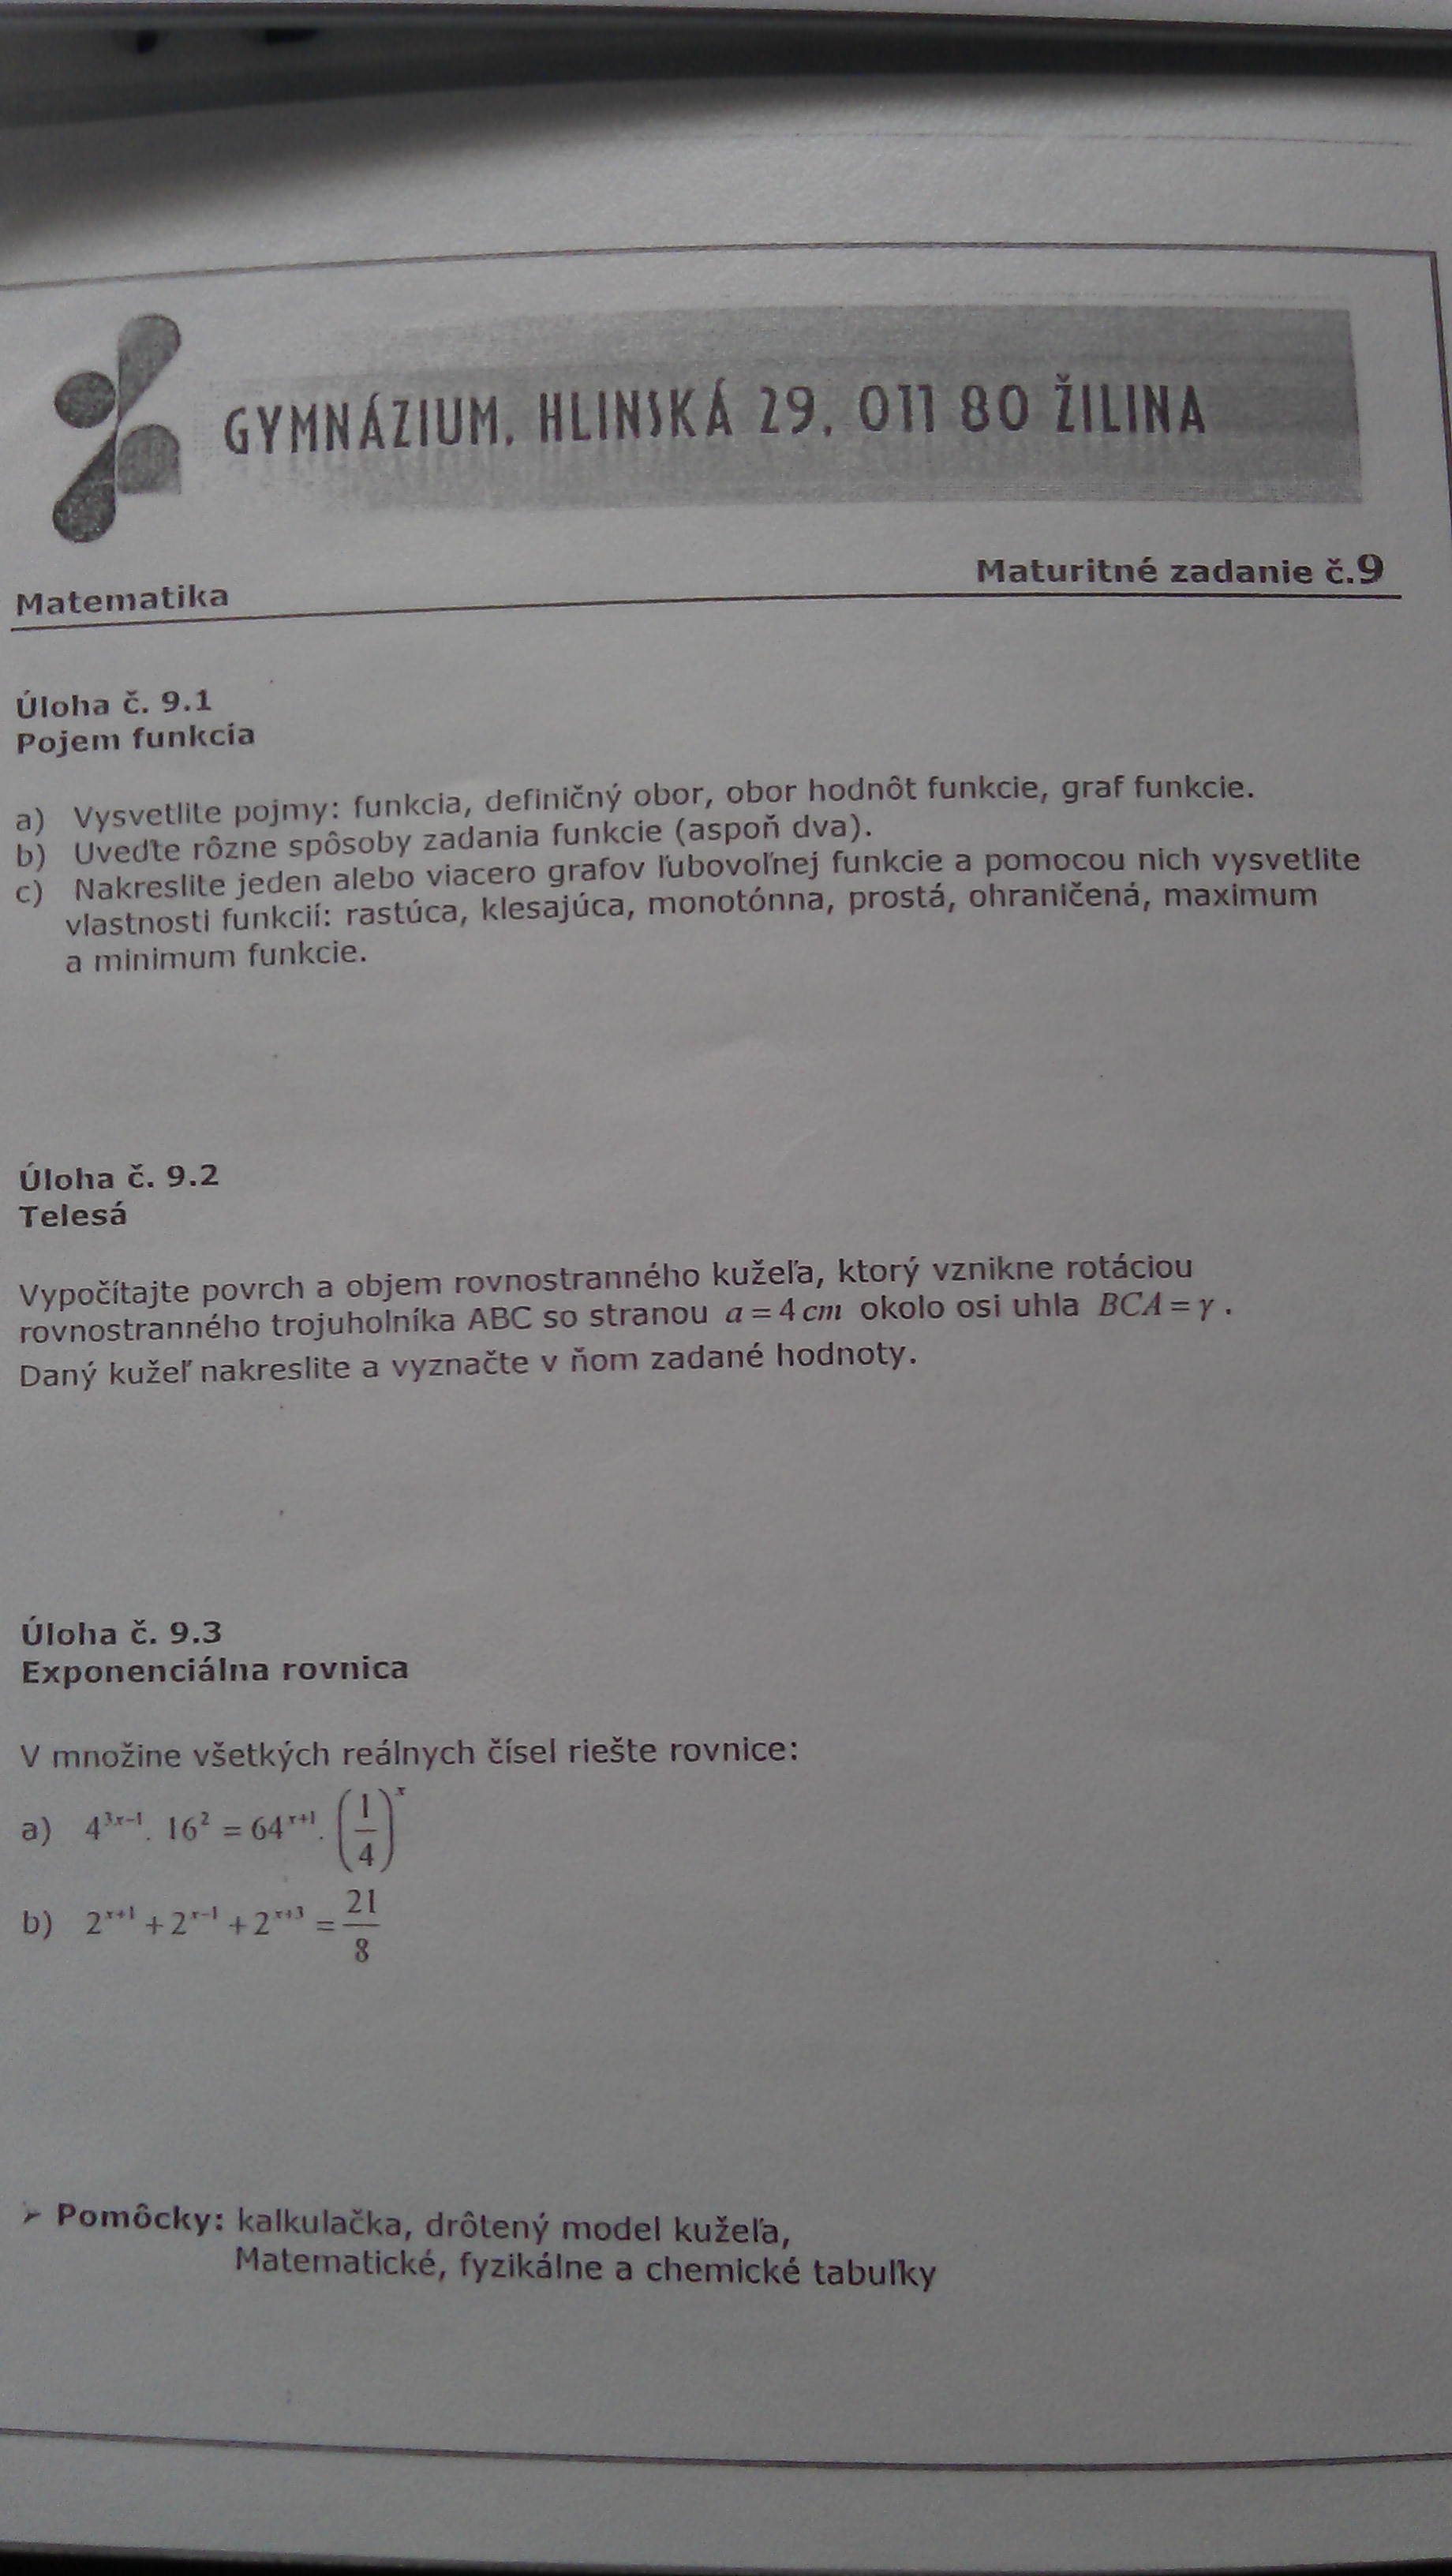 GYMNÁZIUM, HLINSKÁ 29, 011 80 ŽILINA
Matematika Maturitné zadanie č.9
Úloha č. 9.1
Pojem funkcia
a) Vysvetlite pojmy: funkcia, definičný obor, obor hodnôt funkcie, graf funkcie.
b) Uveďte rôzne spôsoby zadania funkcie (aspoň dva).
c) Nakreslite jeden alebo viacero grafov ľubovoľnej funkcie a pomocou nich vysvetlite
vlastnosti funkcií: rastúca, klesajúca, monotónna, prostá, ohraničená, maximum
a minimum funkcie.
Úloha č. 9.2
Telesá
Vypočítajte povrch a objem rovnostranného kužeľa, ktorý vznikne rotáciou
rovnostranného trojuholníka ABC so stranou a = 4 cm okolo osi uhla BCA = γ .
Daný kužeľ nakreslite a vyznačte v ňom zadané hodnoty.
Úloha č. 9.3
Exponenciálna rovnica
V množine všetkých reálnych čísel riešte rovnice:
a) 4^{3x-1} . 16^2 = 64^{x+1} . (1/4)^x
b) 2^{x+1} + 2^{x-1} + 2^{x+3} = 21/8
➢ Pomôcky: kalkulačka, drôtený model kužeľa,
Matematické, fyzikálne a chemické tabuľky